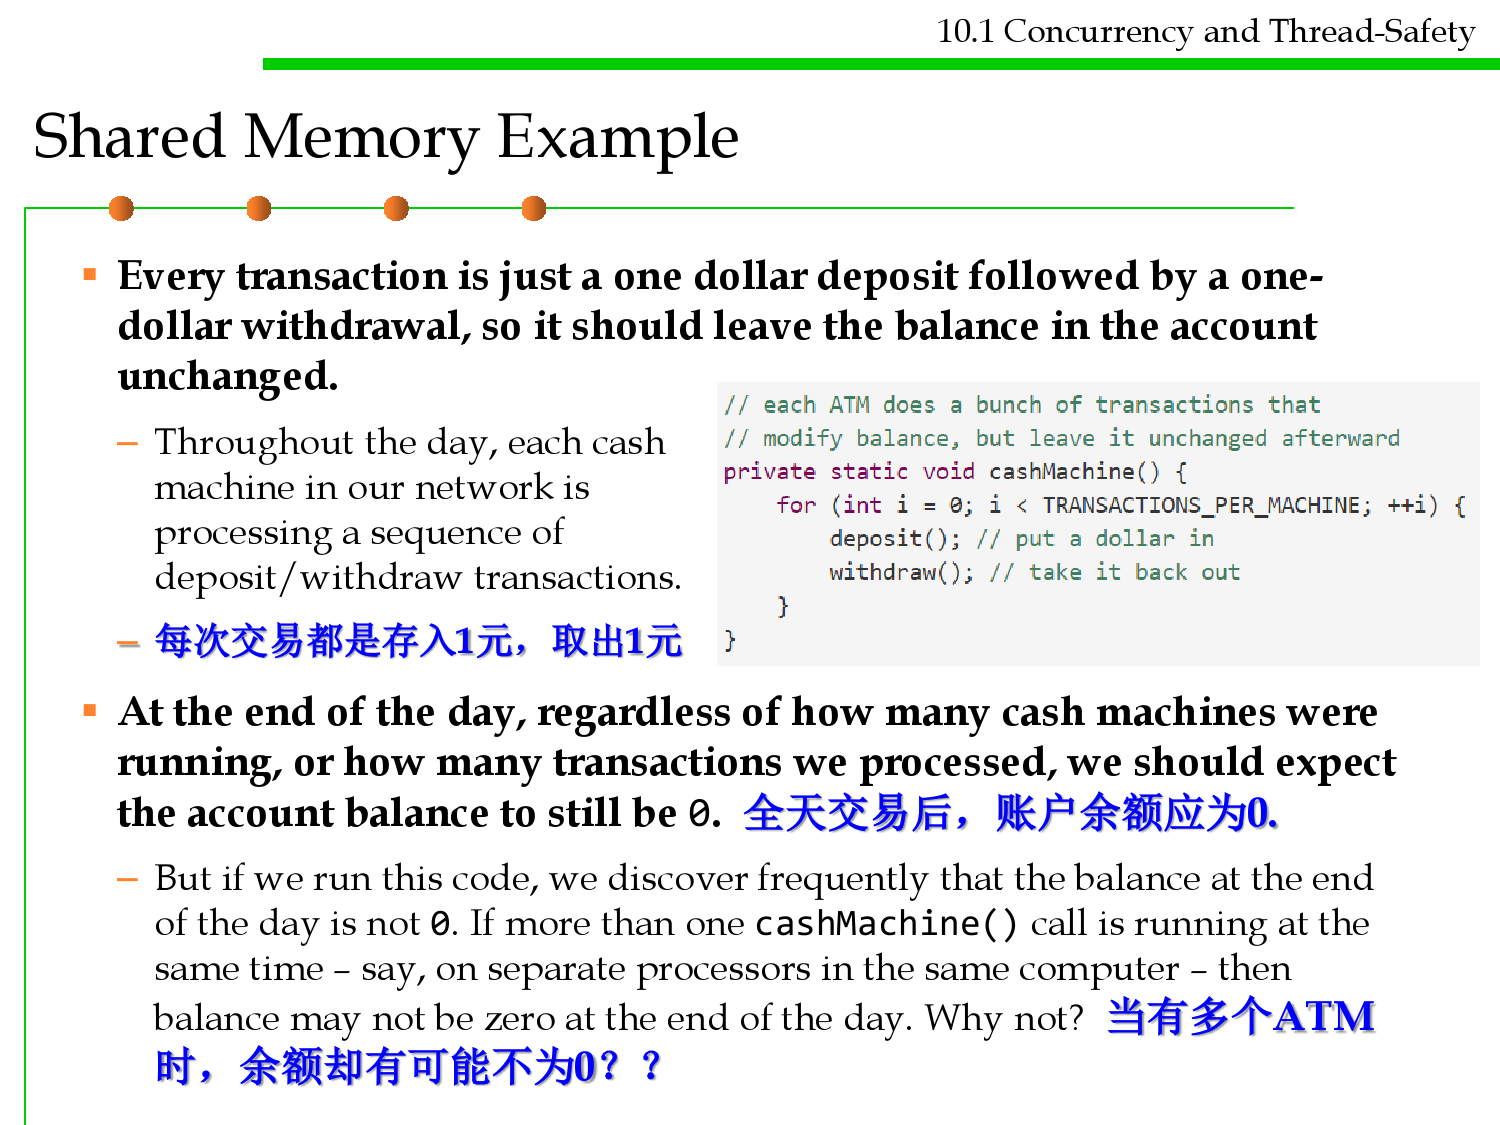 10.1 Concurrency and Thread-Safety
Shared Memory Example
▪ Every transaction is just a one dollar deposit followed by a one-
dollar withdrawal, so it should leave the balance in the account
unchanged.
– Throughout the day, each cash
machine in our network is
processing a sequence of
deposit/withdraw transactions.
– 每次交易都是存入1元，取出1元
// each ATM does a bunch of transactions that
// modify balance, but leave it unchanged afterward
private static void cashMachine() {
    for (int i = 0; i < TRANSACTIONS_PER_MACHINE; ++i) {
        deposit(); // put a dollar in
        withdraw(); // take it back out
    }
}
▪ At the end of the day, regardless of how many cash machines were
running, or how many transactions we processed, we should expect
the account balance to still be 0. 全天交易后，账户余额应为0.
– But if we run this code, we discover frequently that the balance at the end
of the day is not 0. If more than one cashMachine() call is running at the
same time – say, on separate processors in the same computer – then
balance may not be zero at the end of the day. Why not? 当有多个ATM
时，余额却有可能不为0？？